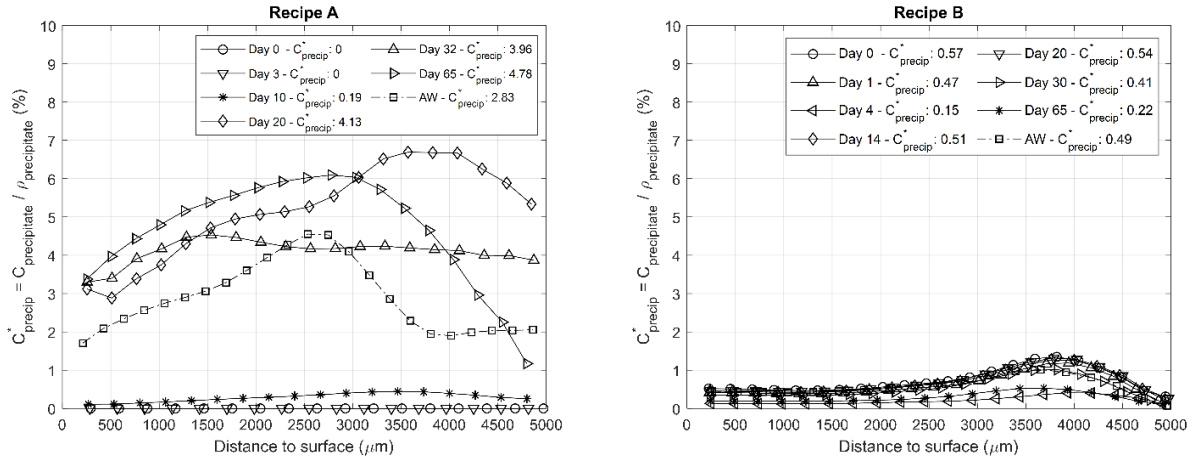 Recipe A
C*precip = Cprecipitate / ρprecipitate (%)
10
9
8
7
6
5
4
3
2
1
0
Day 0 - C*precip: 0
Day 3 - C*precip: 0
Day 10 - C*precip: 0.19
Day 20 - C*precip: 4.13
Day 32 - C*precip: 3.96
Day 65 - C*precip: 4.78
AW - C*precip: 2.83
0 500 1000 1500 2000 2500 3000 3500 4000 4500 5000
Distance to surface (μm)
Recipe B
C*precip = Cprecipitate / ρprecipitate (%)
10
9
8
7
6
5
4
3
2
1
0
Day 0 - C*precip: 0.57
Day 1 - C*precip: 0.47
Day 4 - C*precip: 0.15
Day 14 - C*precip: 0.51
Day 20 - C*precip: 0.54
Day 30 - C*precip: 0.41
Day 65 - C*precip: 0.22
AW - C*precip: 0.49
0 500 1000 1500 2000 2500 3000 3500 4000 4500 5000
Distance to surface (μm)